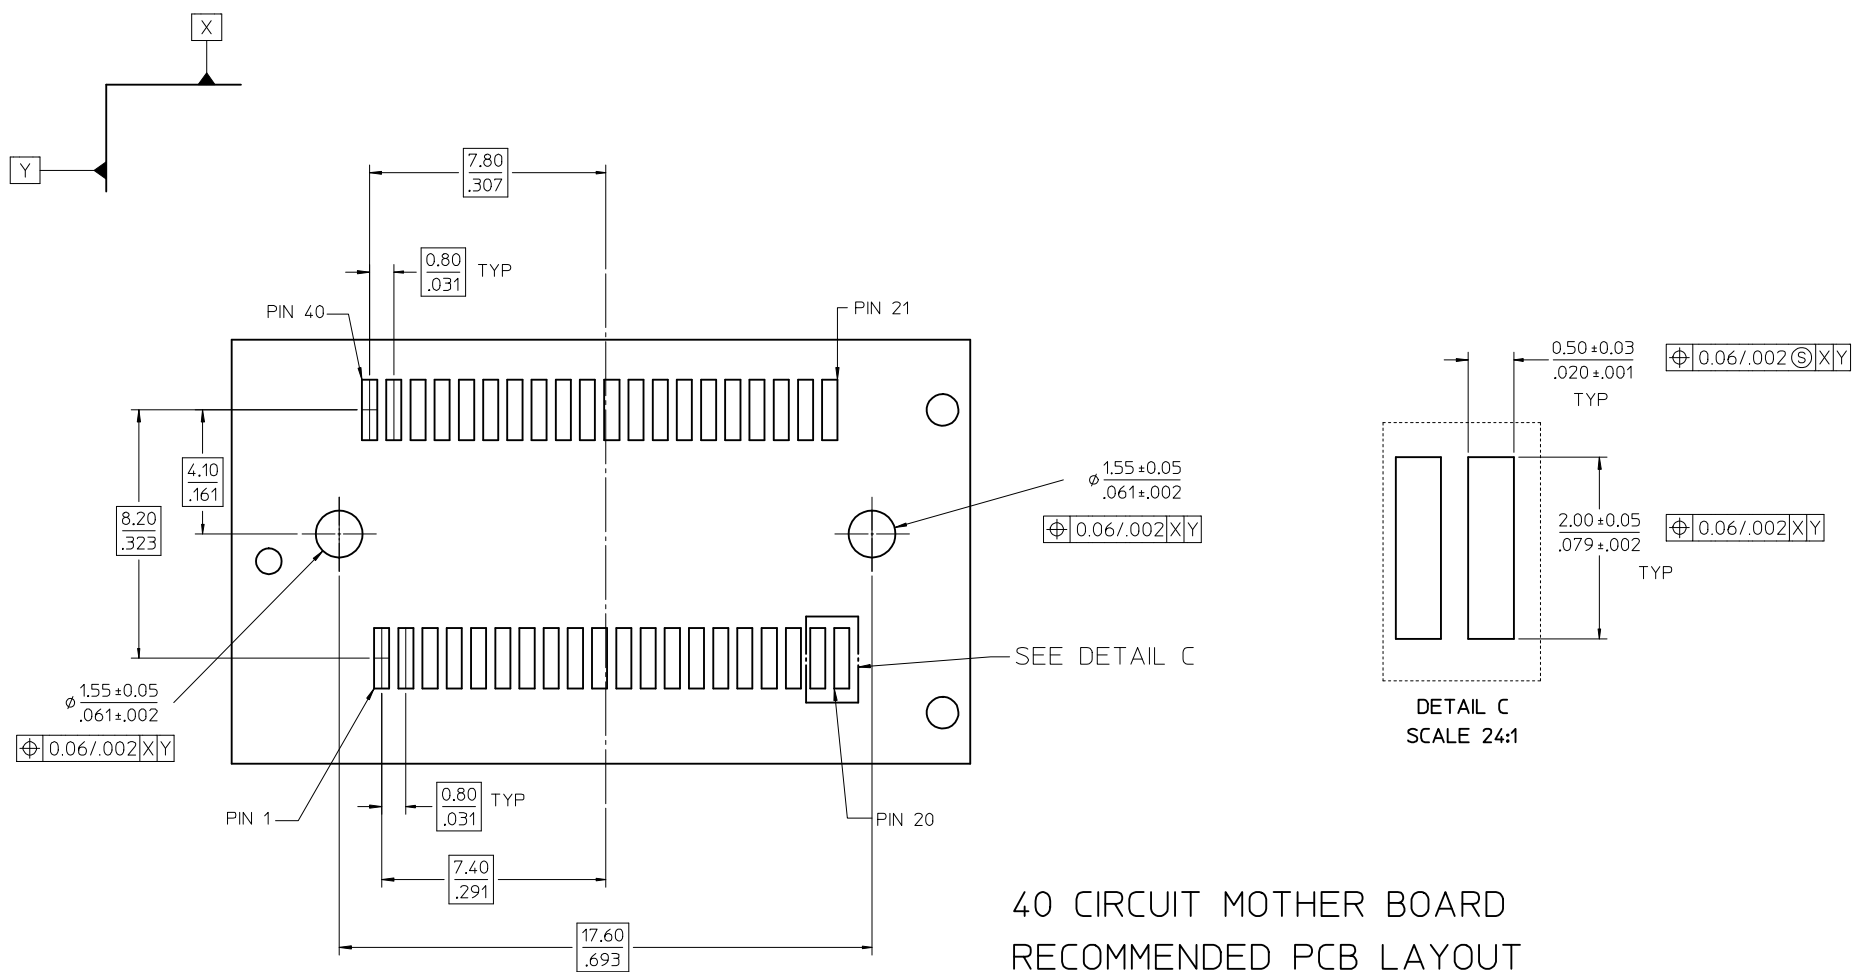 X
Y
7.80
.307
0.80
.031
TYP
PIN 40
PIN 21
4.10
.161
8.20
.323
⌀ 1.55±0.05
.061±.002
⌖ 0.06/.002 X Y
SEE DETAIL C
⌀ 1.55±0.05
.061±.002
⌖ 0.06/.002 X Y
PIN 1
0.80
.031
TYP
PIN 20
7.40
.291
17.60
.693
0.50±0.03
.020±.001
TYP
⌖ 0.06/.002 Ⓢ X Y
2.00±0.05
.079±.002
TYP
⌖ 0.06/.002 X Y
DETAIL C
SCALE 24:1
40 CIRCUIT MOTHER BOARD
RECOMMENDED PCB LAYOUT